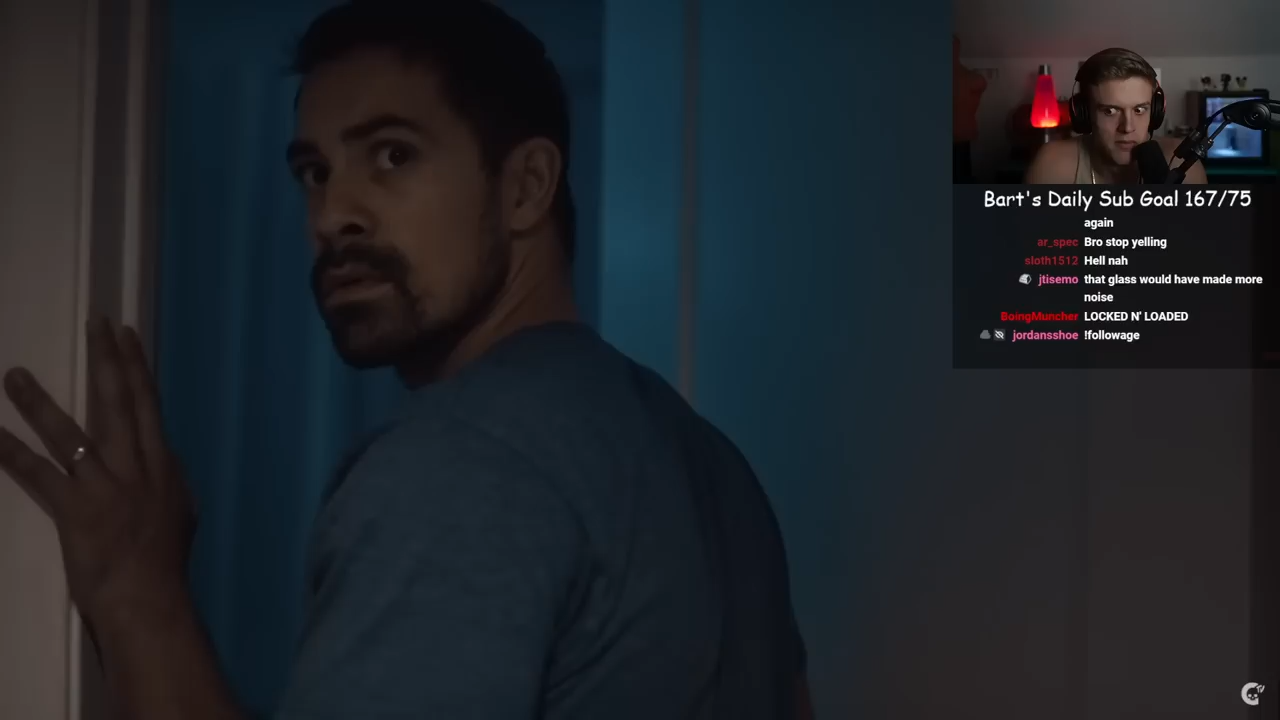 Bart's Daily Sub Goal 167/75
again
ar_spec Bro stop yelling
sloth1512 Hell nah
jtisemo that glass would have made more
noise
BoingMuncher LOCKED N' LOADED
jordansshoe !followage